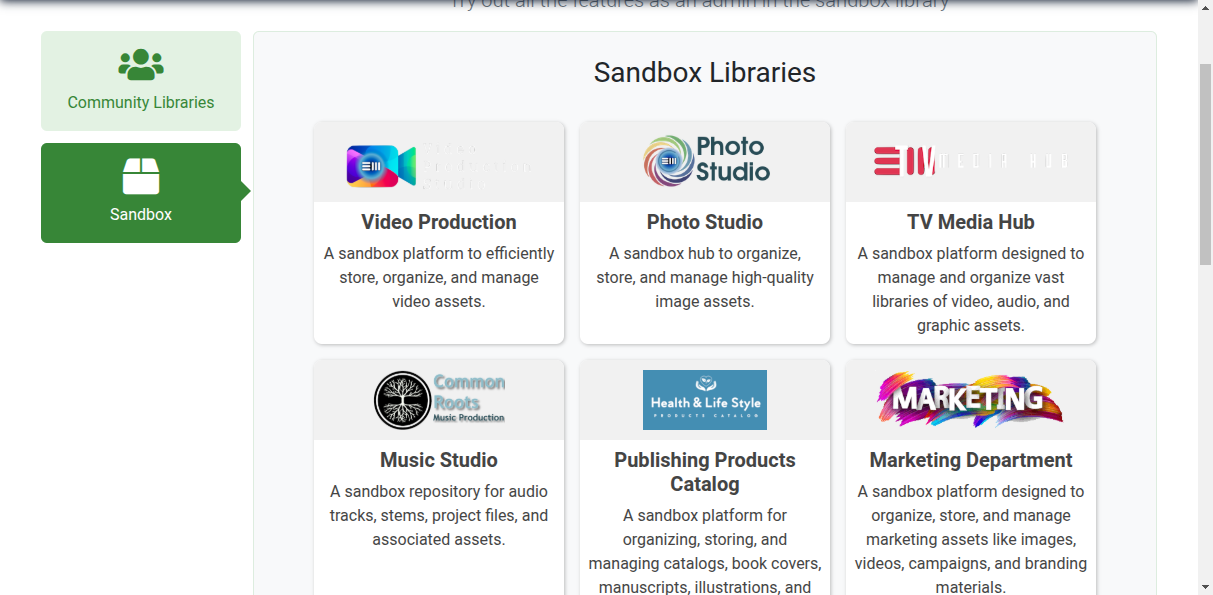 Try out all the features as an admin in the sandbox library
Community Libraries
Sandbox
Sandbox Libraries
Video Production
A sandbox platform to efficiently
store, organize, and manage
video assets.
Photo
Studio
Photo Studio
A sandbox hub to organize,
store, and manage high-quality
image assets.
TV MEDIA HUB
TV Media Hub
A sandbox platform designed to
manage and organize vast
libraries of video, audio, and
graphic assets.
Common
Roots
Music Production
Music Studio
A sandbox repository for audio
tracks, stems, project files, and
associated assets.
Health & Life Style
PRODUCTS CATALOG
Publishing Products
Catalog
A sandbox platform for
organizing, storing, and
managing catalogs, book covers,
manuscripts, illustrations, and
MARKETING
Marketing Department
A sandbox platform designed to
organize, store, and manage
marketing assets like images,
videos, campaigns, and branding
materials.